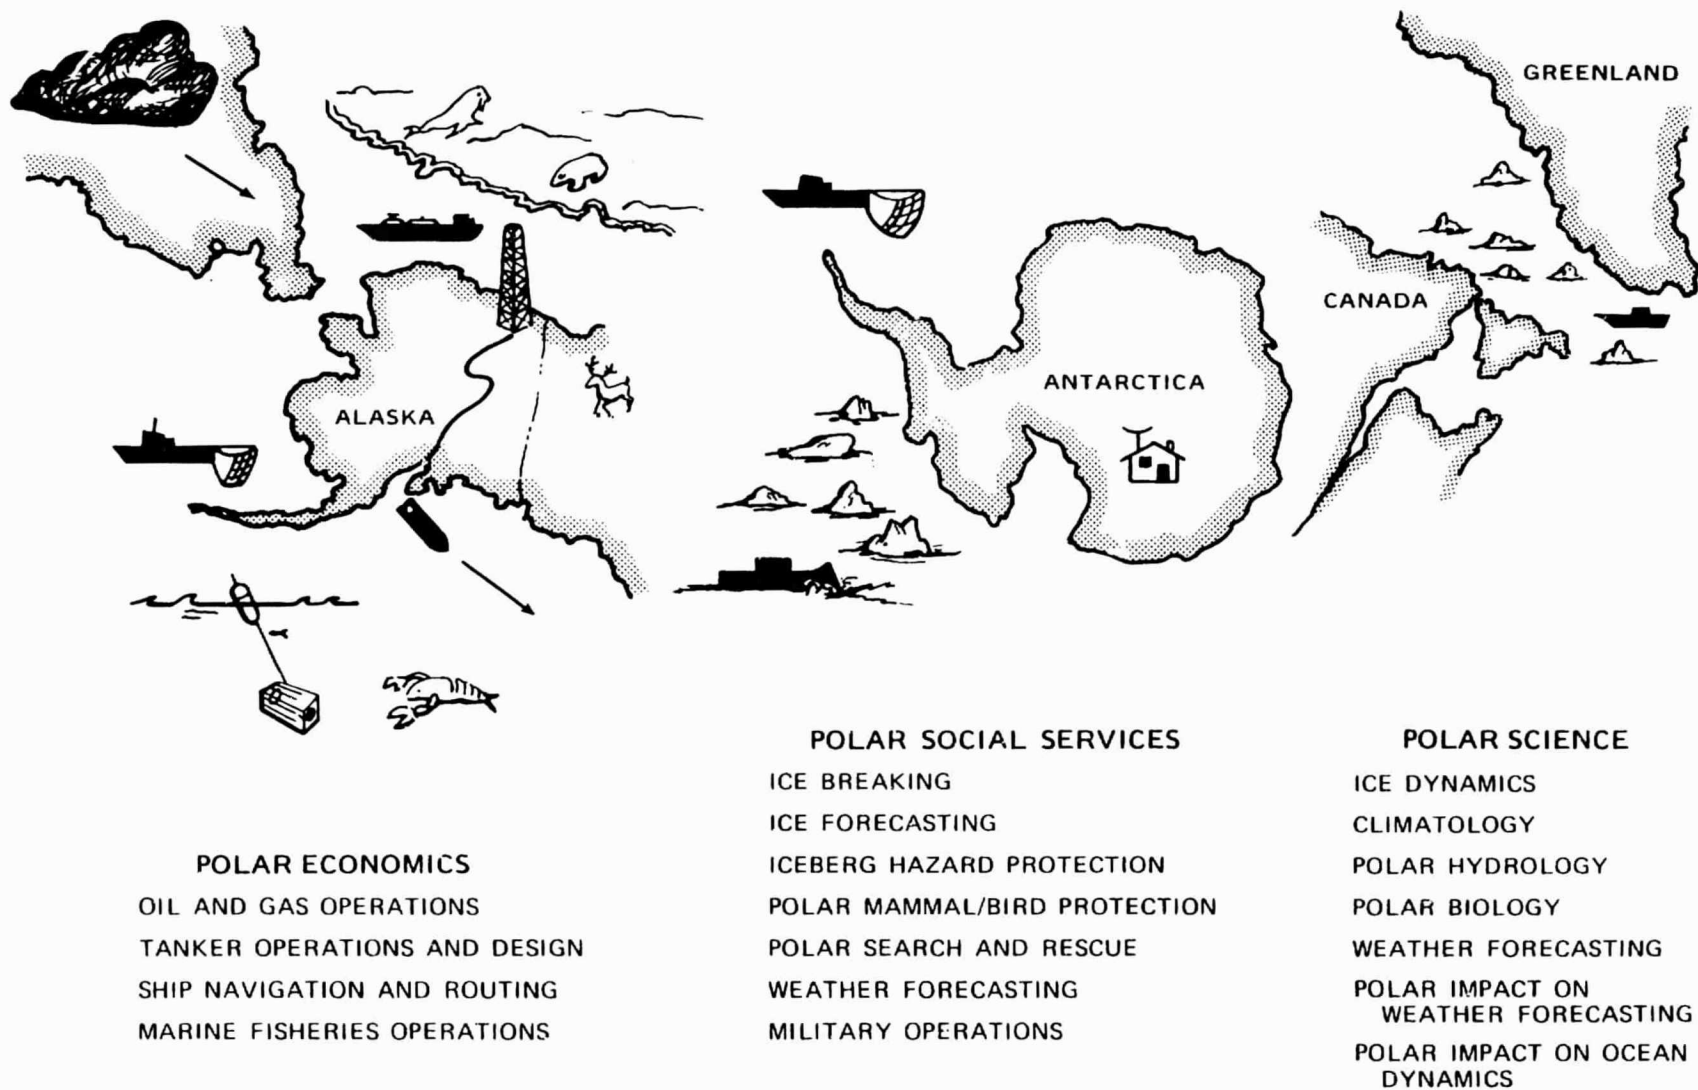 GREENLAND
CANADA
ANTARCTICA
ALASKA
POLAR ECONOMICS
OIL AND GAS OPERATIONS
TANKER OPERATIONS AND DESIGN
SHIP NAVIGATION AND ROUTING
MARINE FISHERIES OPERATIONS
POLAR SOCIAL SERVICES
ICE BREAKING
ICE FORECASTING
ICEBERG HAZARD PROTECTION
POLAR MAMMAL/BIRD PROTECTION
POLAR SEARCH AND RESCUE
WEATHER FORECASTING
MILITARY OPERATIONS
POLAR SCIENCE
ICE DYNAMICS
CLIMATOLOGY
POLAR HYDROLOGY
POLAR BIOLOGY
WEATHER FORECASTING
POLAR IMPACT ON
WEATHER FORECASTING
POLAR IMPACT ON OCEAN
DYNAMICS